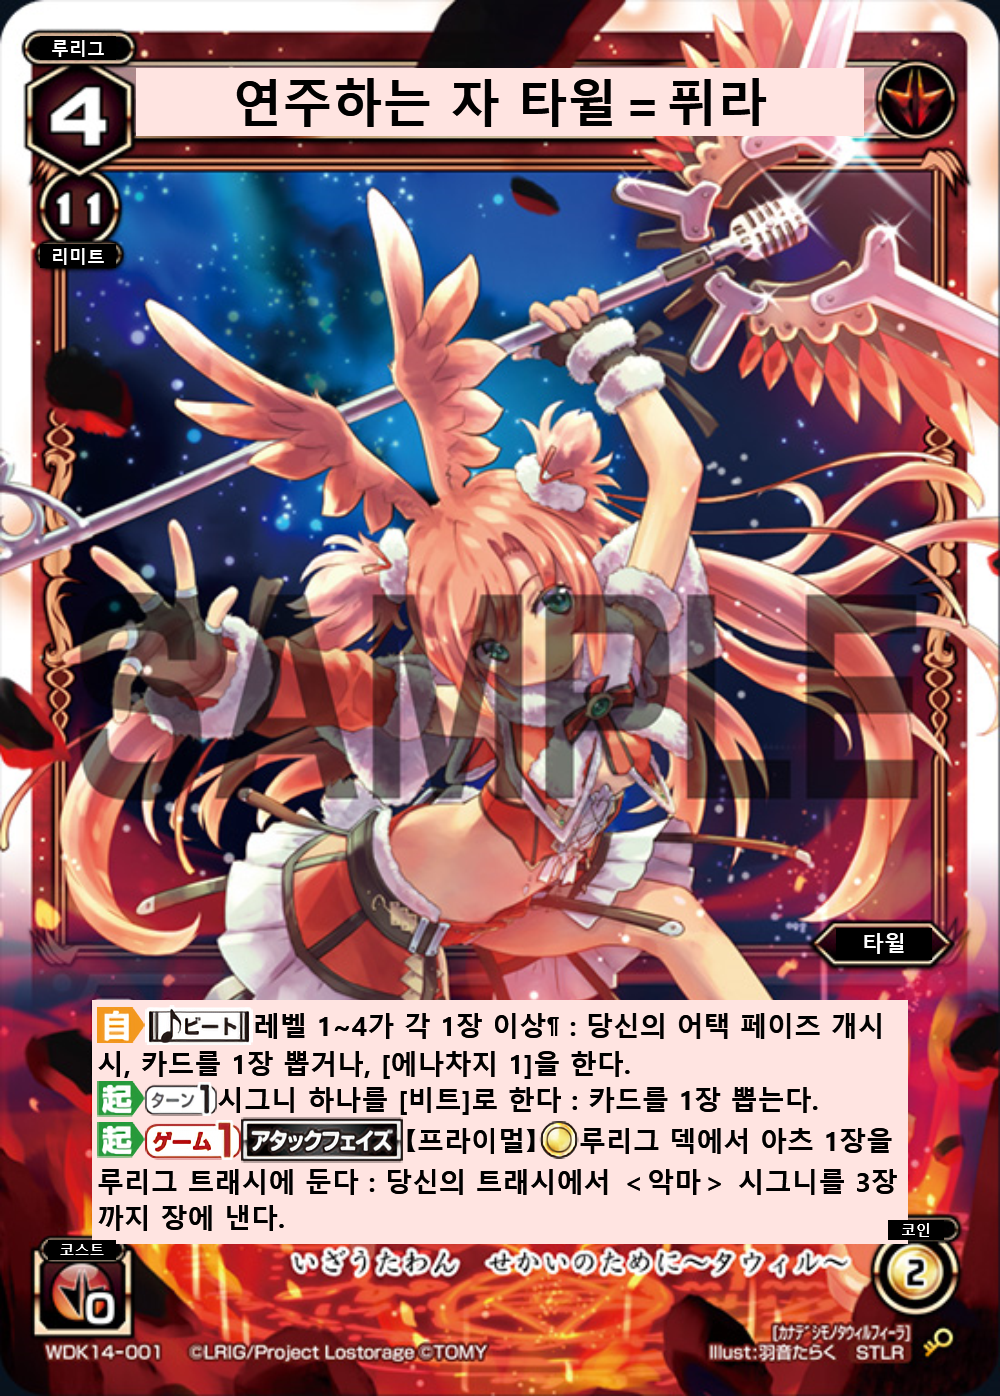 루리그
4
연주하는 자 타윌=퓌라
11
리미트
SAMPLE
타윌
自 ♪ビート 레벨 1~4가 각 1장 이상¶ : 당신의 어택 페이즈 개시
시, 카드를 1장 뽑거나, [에나차지 1]을 한다.
起 ターン1 시그니 하나를 [비트]로 한다 : 카드를 1장 뽑는다.
起 ゲーム1 アタックフェイズ【프라이멀】루리그 덱에서 아츠 1장을
루리그 트래시에 둔다 : 당신의 트래시에서 <악마> 시그니를 3장
까지 장에 낸다.
코스트
0
いざうたわん せかいのために～タウィル～
코인
2
[カナデシモノタウィルフィーラ]
WDK14-001 ©LRIG/Project Lostorage ©TOMY
Illust:羽音たらく STLR